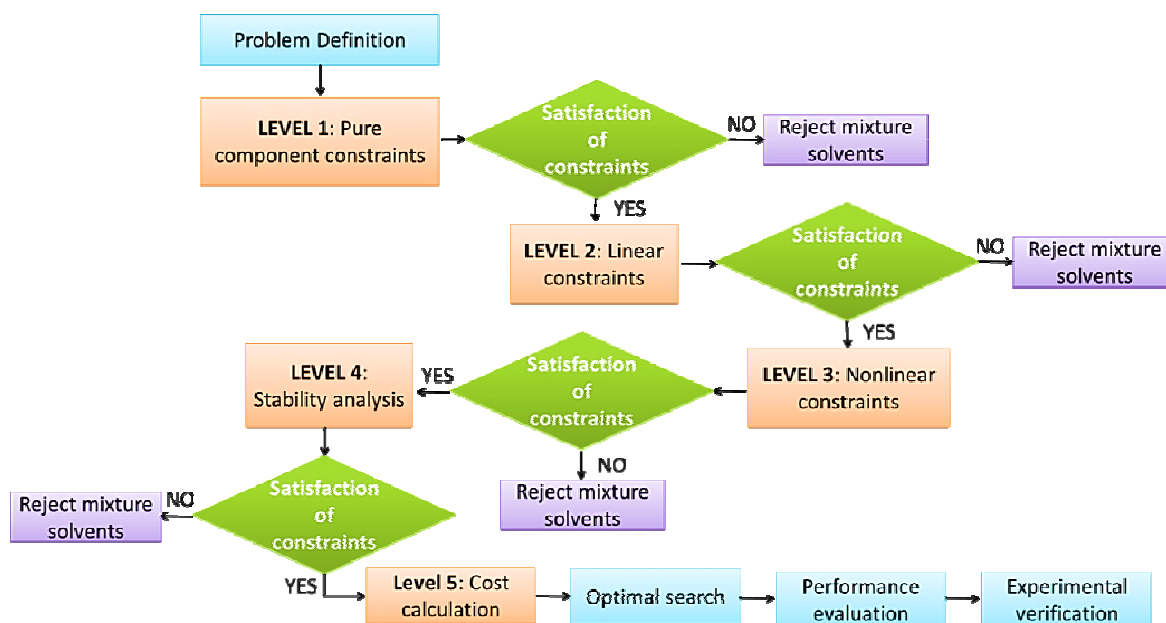 Problem Definition
LEVEL 1: Pure
component constraints
Satisfaction
of
constraints
NO
Reject mixture
solvents
YES
LEVEL 2: Linear
constraints
Satisfaction
of
constraints
NO
Reject mixture
solvents
YES
LEVEL 3: Nonlinear
constraints
Satisfaction
of
constraints
NO
Reject mixture
solvents
YES
LEVEL 4:
Stability analysis
Satisfaction
of
constraints
NO
Reject mixture
solvents
YES
Level 5: Cost
calculation
Optimal search
Performance
evaluation
Experimental
verification